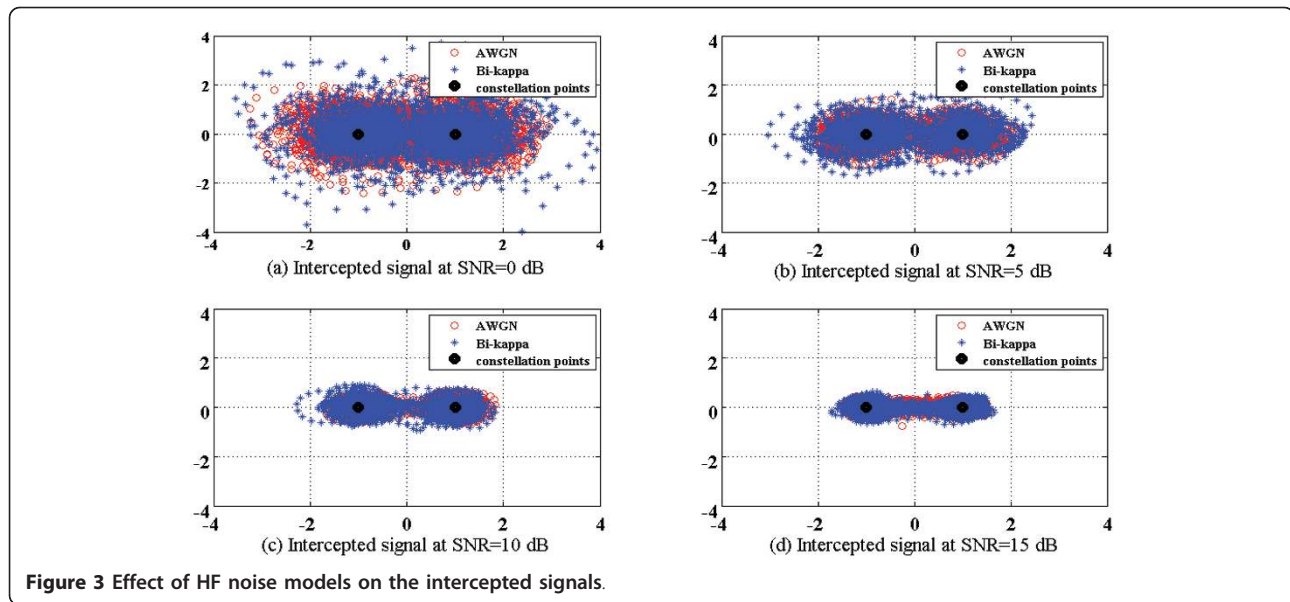 4
2
0
-2
-4
-4
-2
0
2
4
AWGN
Bi-kappa
constellation points
(a) Intercepted signal at SNR=0 dB
4
2
0
-2
-4
-4
-2
0
2
4
AWGN
Bi-kappa
constellation points
(b) Intercepted signal at SNR=5 dB
4
2
0
-2
-4
-4
-2
0
2
4
AWGN
Bi-kappa
constellation points
(c) Intercepted signal at SNR=10 dB
4
2
0
-2
-4
-4
-2
0
2
4
AWGN
Bi-kappa
constellation points
(d) Intercepted signal at SNR=15 dB
Figure 3 Effect of HF noise models on the intercepted signals.